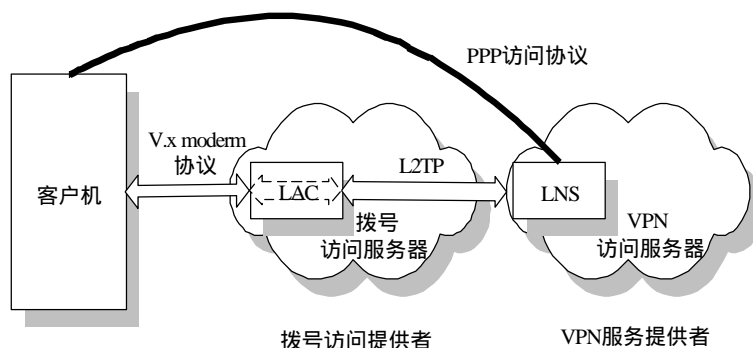 PPP访问协议
V.x moderm
协议
客户机
LAC
L2TP
LNS
拨号
访问服务器
VPN
访问服务器
拨号访问提供者
VPN服务提供者